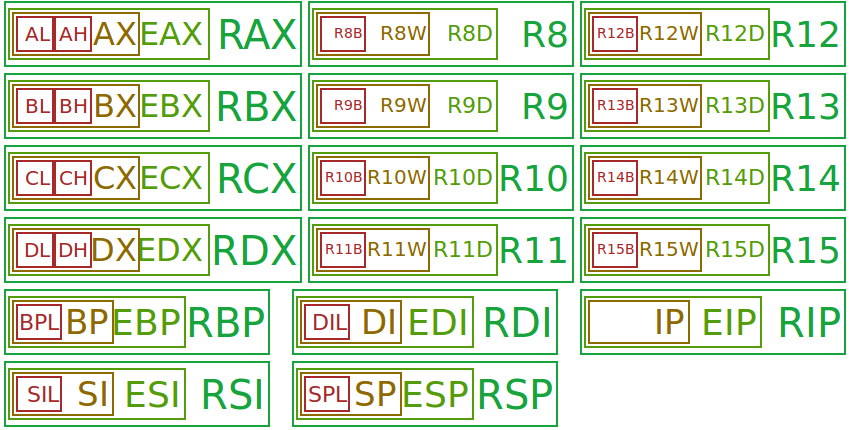 AL AH AX EAX RAX R8B R8W R8D R8 R12B R12W R12D R12
BL BH BX EBX RBX R9B R9W R9D R9 R13B R13W R13D R13
CL CH CX ECX RCX R10B R10W R10D R10 R14B R14W R14D R14
DL DH DX EDX RDX R11B R11W R11D R11 R15B R15W R15D R15
BPL BP EBP RBP DIL DI EDI RDI IP EIP RIP
SIL SI ESI RSI SPL SP ESP RSP